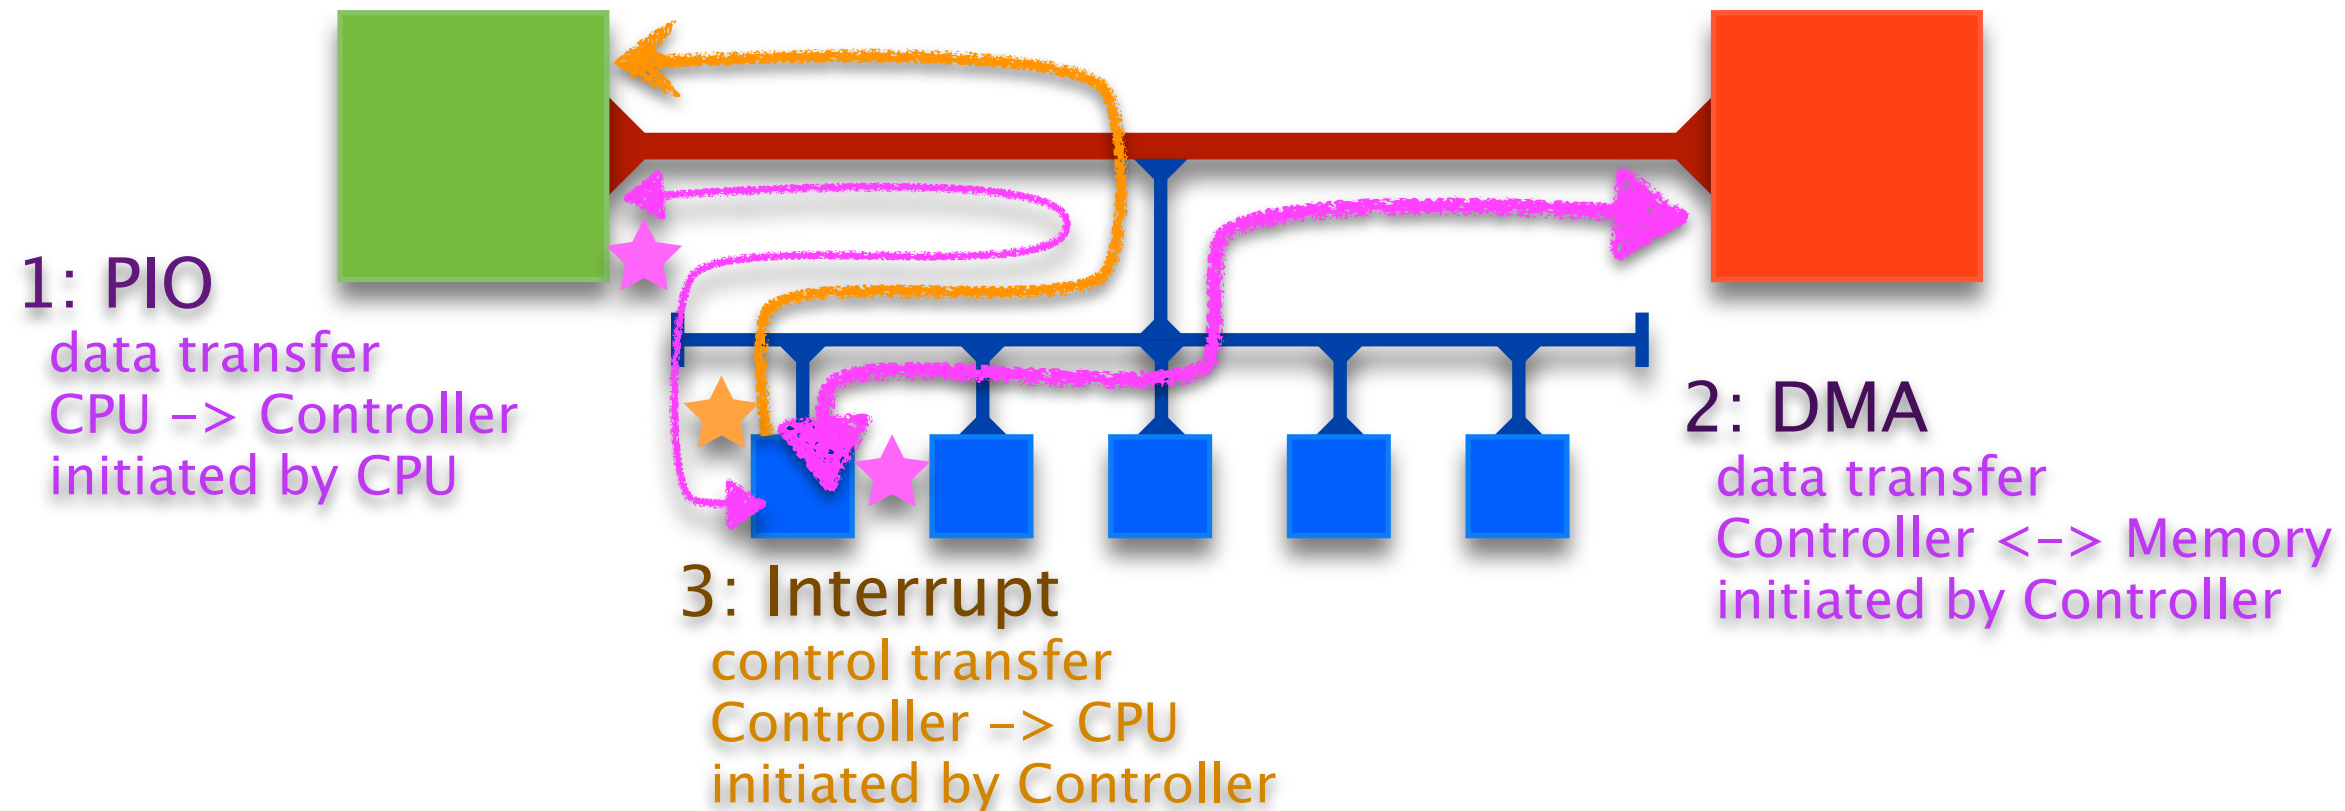 1: PIO
data transfer
CPU -> Controller
initiated by CPU
2: DMA
data transfer
Controller <-> Memory
initiated by Controller
3: Interrupt
control transfer
Controller -> CPU
initiated by Controller